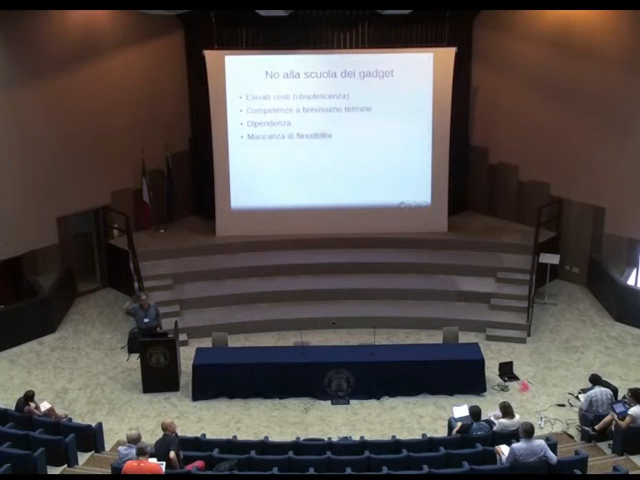 No alla scuola dei gadget
• Elevati costi (obsolescenza)
• Competenze a brevissimo termine
• Dipendenza
• Mancanza di flessibilità